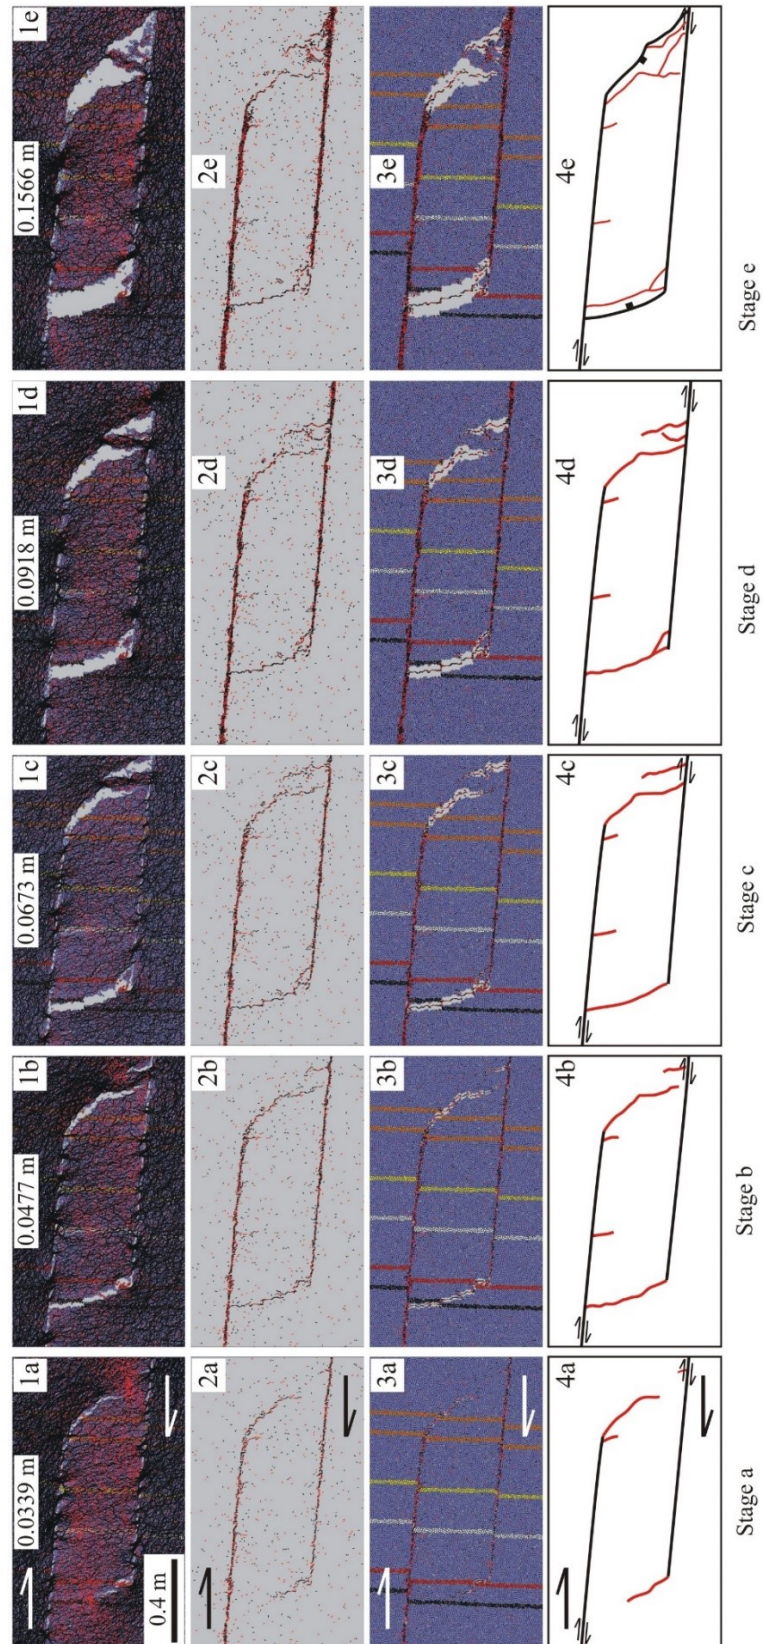 0.0339 m
1a
0.4 m
2a
3a
4a
Stage a
0.0477 m
1b
2b
3b
4b
Stage b
0.0673 m
1c
2c
3c
4c
Stage c
0.0918 m
1d
2d
3d
4d
Stage d
0.1566 m
1e
2e
3e
4e
Stage e